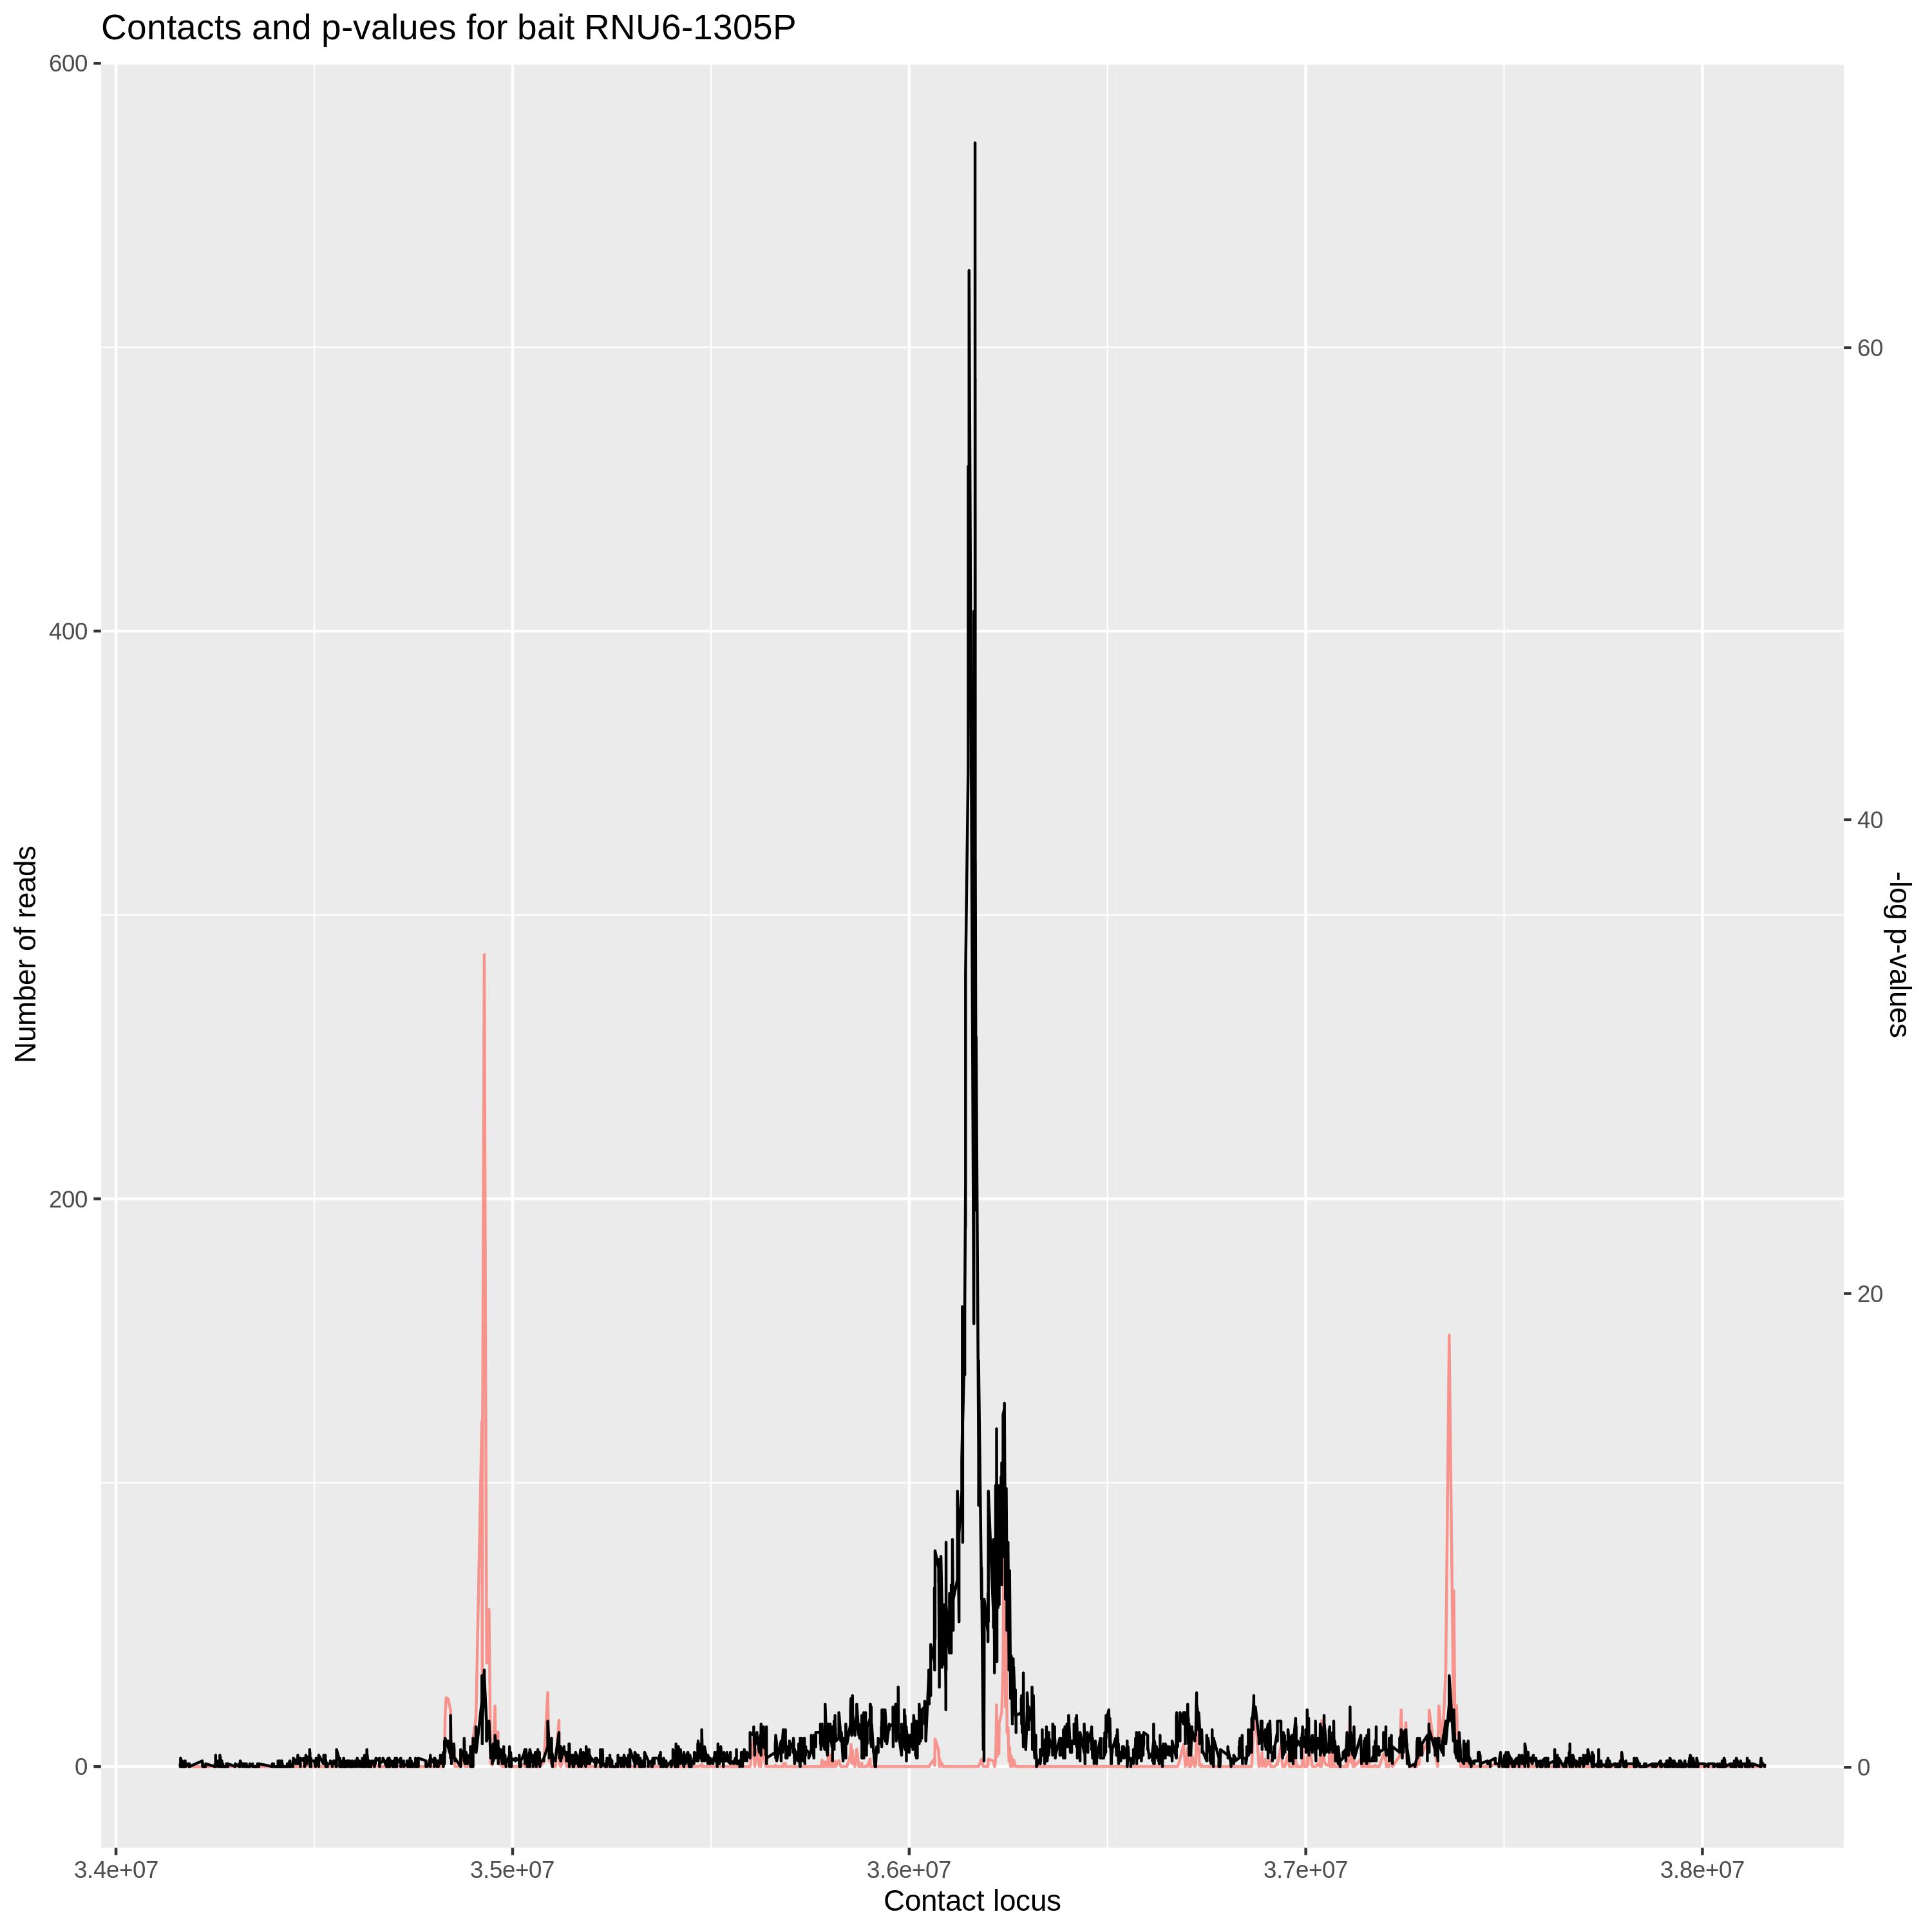 Contacts and p-values for bait RNU6-1305P
600
400
200
0
Number of reads
60
40
20
0
-log p-values
3.4e+07
3.5e+07
3.6e+07
3.7e+07
3.8e+07
Contact locus